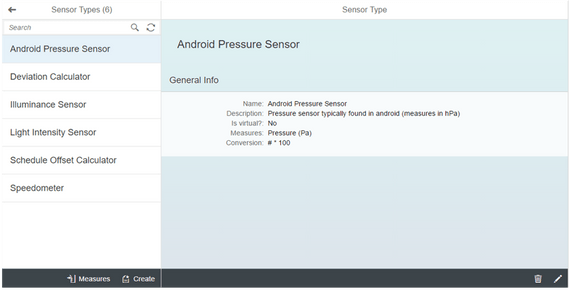 Sensor Types (6)
Search
Android Pressure Sensor
Deviation Calculator
Illuminance Sensor
Light Intensity Sensor
Schedule Offset Calculator
Speedometer
Measures
Create
Sensor Type
Android Pressure Sensor
General Info
Name: Android Pressure Sensor
Description: Pressure sensor typically found in android (measures in hPa)
Is virtual?: No
Measures: Pressure (Pa)
Conversion: # * 100